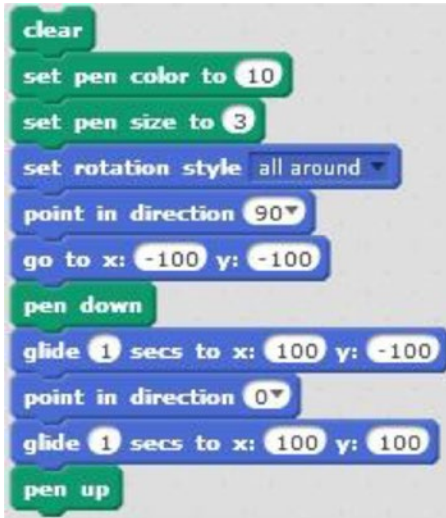 clear
set pen color to 10
set pen size to 3
set rotation style all around
point in direction 90
go to x: -100 y: -100
pen down
glide 1 secs to x: 100 y: -100
point in direction 0
glide 1 secs to x: 100 y: 100
pen up